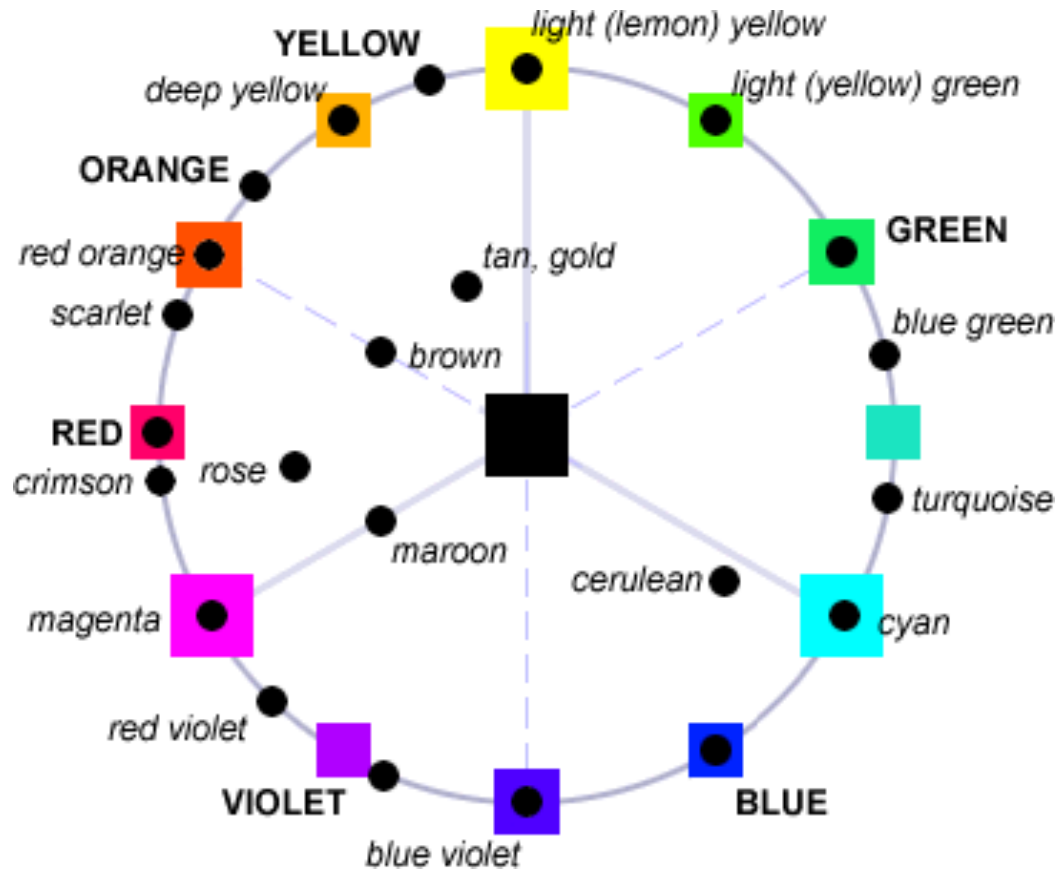 light (lemon) yellow
YELLOW
deep yellow
light (yellow) green
ORANGE
GREEN
red orange
tan, gold
scarlet
blue green
brown
RED
rose
crimson
turquoise
maroon
cerulean
magenta
cyan
red violet
VIOLET
BLUE
blue violet